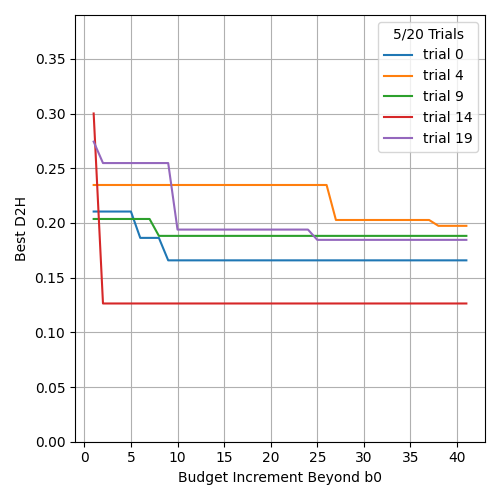 5/20 Trials
trial 0
trial 4
trial 9
trial 14
trial 19
0.35
0.30
0.25
0.20
0.15
0.10
0.05
0.00
Best D2H
0 5 10 15 20 25 30 35 40
Budget Increment Beyond b0